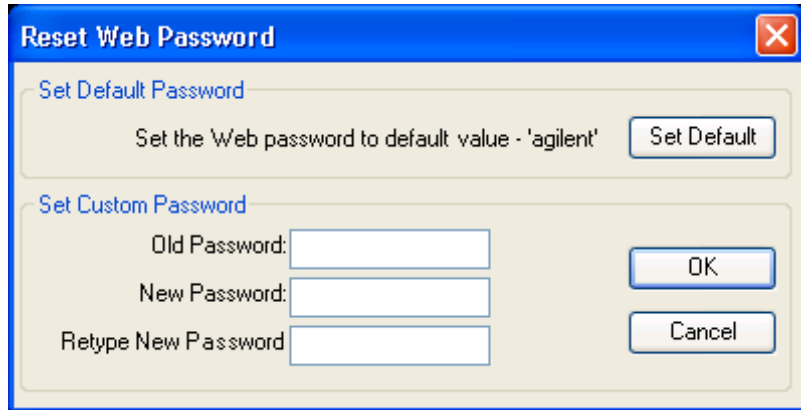 Reset Web Password
Set Default Password
Set the Web password to default value - 'agilent'
Set Default
Set Custom Password
Old Password:
New Password:
Retype New Password
OK
Cancel